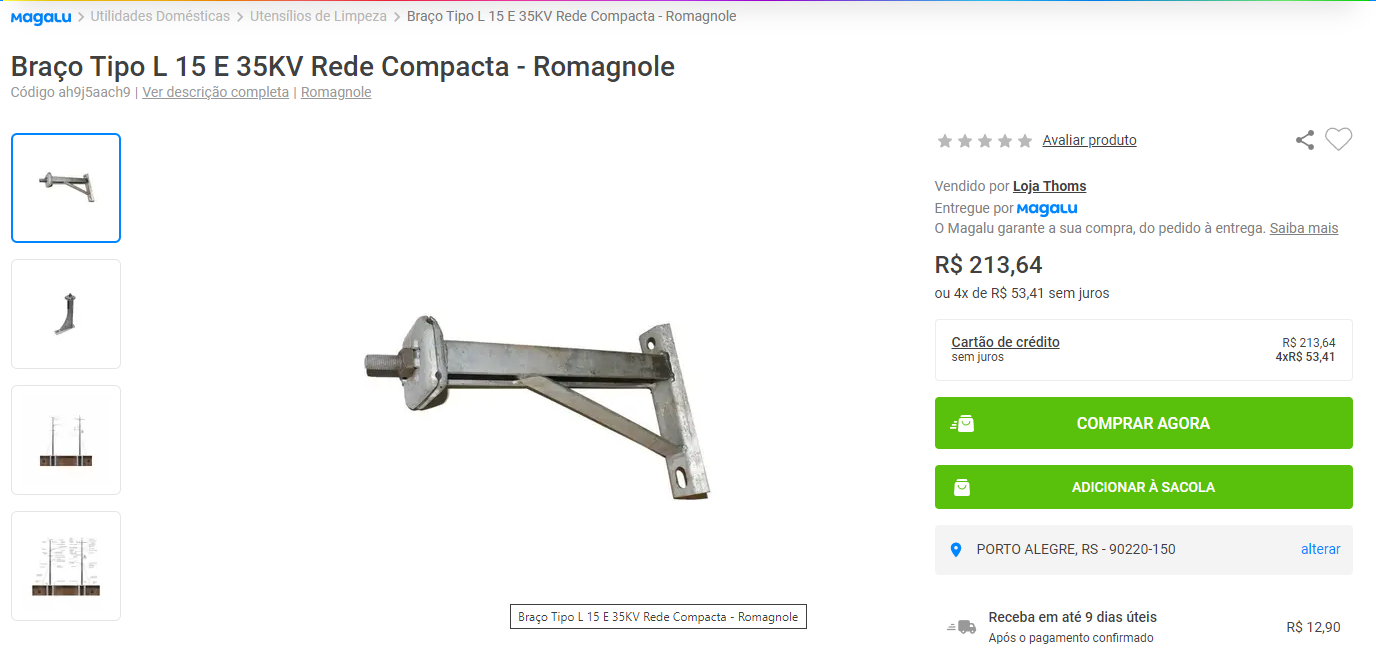 Magalu > Utilidades Domésticas > Utensílios de Limpeza > Braço Tipo L 15 E 35KV Rede Compacta - Romagnole
Braço Tipo L 15 E 35KV Rede Compacta - Romagnole
Código ah9j5aach9 | Ver descrição completa | Romagnole
Avaliar produto
Vendido por Loja Thoms
Entregue por Magalu
O Magalu garante a sua compra, do pedido à entrega. Saiba mais
R$ 213,64
ou 4x de R$ 53,41 sem juros
Cartão de crédito R$ 213,64
sem juros 4xR$ 53,41
COMPRAR AGORA
ADICIONAR À SACOLA
PORTO ALEGRE, RS - 90220-150 alterar
Braço Tipo L 15 E 35KV Rede Compacta - Romagnole
Receba em até 9 dias úteis R$ 12,90
Após o pagamento confirmado